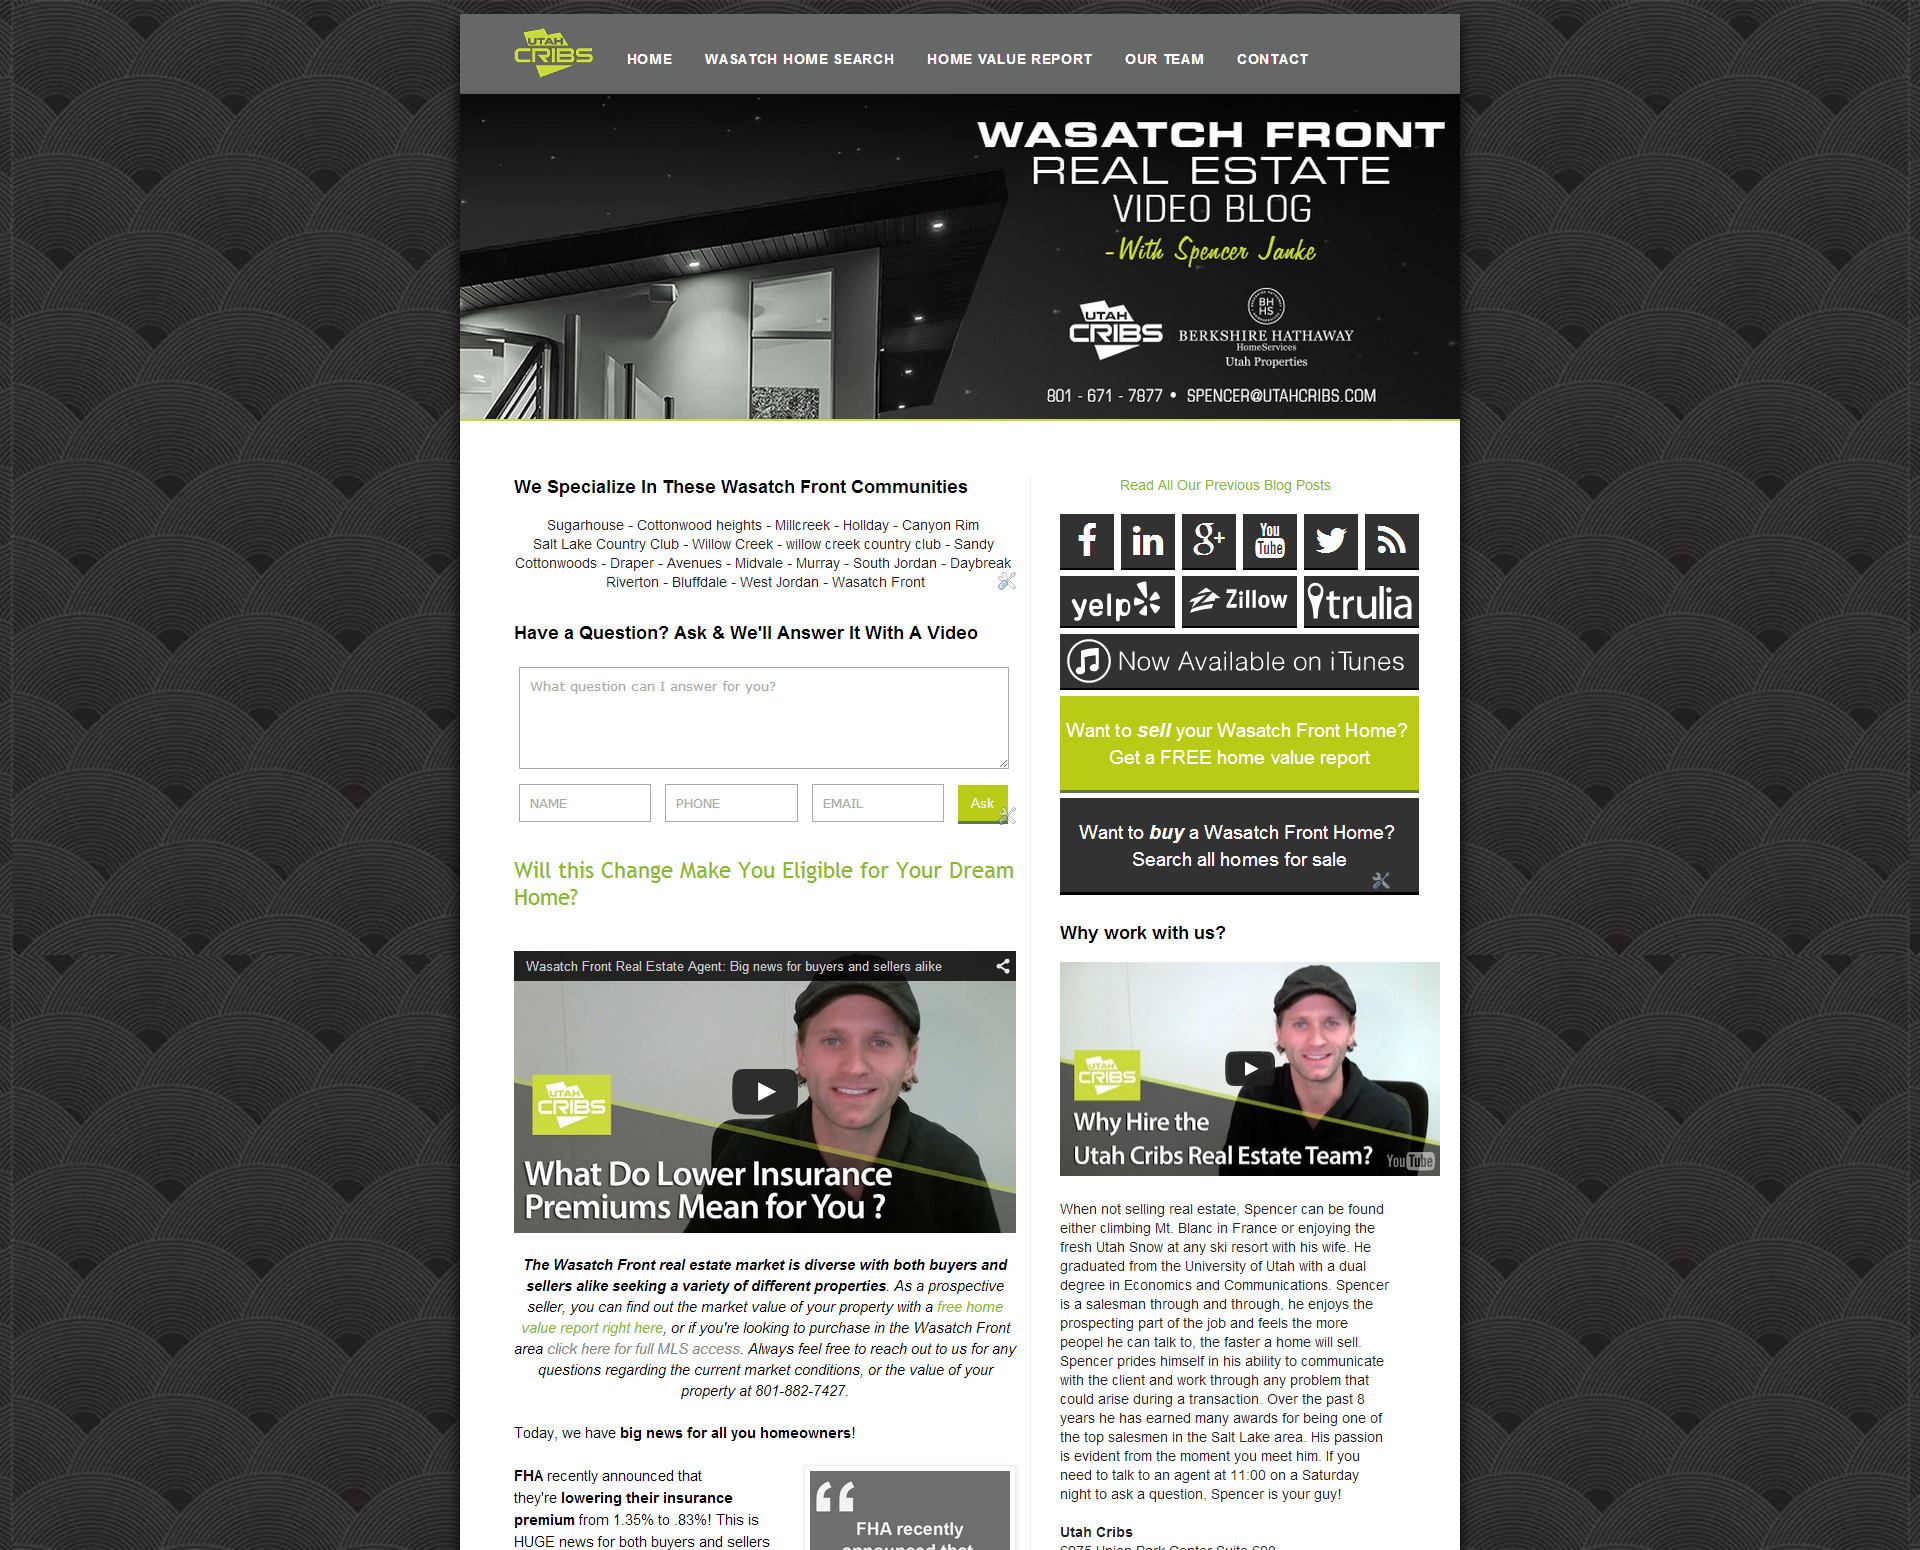 UTAH
CRIBS
HOME
WASATCH HOME SEARCH
HOME VALUE REPORT
OUR TEAM
CONTACT
WASATCH FRONT
REAL ESTATE
VIDEO BLOG
-With Spencer Janke
UTAH
CRIBS
BH
HS
BERKSHIRE HATHAWAY
HomeServices
Utah Properties
801 - 671 - 7877 • SPENCER@UTAHCRIBS.COM
We Specialize In These Wasatch Front Communities
Sugarhouse - Cottonwood heights - Millcreek - Hollday - Canyon Rim
Salt Lake Country Club - Willow Creek - willow creek country club - Sandy
Cottonwoods - Draper - Avenues - Midvale - Murray - South Jordan - Daybreak
Riverton - Bluffdale - West Jordan - Wasatch Front
Have a Question? Ask & We'll Answer It With A Video
What question can I answer for you?
NAME
PHONE
EMAIL
Ask
Will this Change Make You Eligible for Your Dream
Home?
Wasatch Front Real Estate Agent: Big news for buyers and sellers alike
UTAH
CRIBS
What Do Lower Insurance
Premiums Mean for You ?
The Wasatch Front real estate market is diverse with both buyers and
sellers alike seeking a variety of different properties. As a prospective
seller, you can find out the market value of your property with a free home
value report right here, or if you're looking to purchase in the Wasatch Front
area click here for full MLS access. Always feel free to reach out to us for any
questions regarding the current market conditions, or the value of your
property at 801-882-7427.
Today, we have big news for all you homeowners!
FHA recently announced that
they're lowering their insurance
premium from 1.35% to .83%! This is
HUGE news for both buyers and sellers
“
FHA recently
announced that
Read All Our Previous Blog Posts
f
in
g+
You
Tube
yelp
Zillow
trulia
Now Available on iTunes
Want to sell your Wasatch Front Home?
Get a FREE home value report
Want to buy a Wasatch Front Home?
Search all homes for sale
Why work with us?
UTAH
CRIBS
Why Hire the
Utah Cribs Real Estate Team?
YouTube
When not selling real estate, Spencer can be found
either climbing Mt. Blanc in France or enjoying the
fresh Utah Snow at any ski resort with his wife. He
graduated from the University of Utah with a dual
degree in Economics and Communications. Spencer
is a salesman through and through, he enjoys the
prospecting part of the job and feels the more
peopel he can talk to, the faster a home will sell.
Spencer prides himself in his ability to communicate
with the client and work through any problem that
could arise during a transaction. Over the past 8
years he has earned many awards for being one of
the top salesmen in the Salt Lake area. His passion
is evident from the moment you meet him. If you
need to talk to an agent at 11:00 on a Saturday
night to ask a question, Spencer is your guy!
Utah Cribs
6975 Union Park Center Suite 600